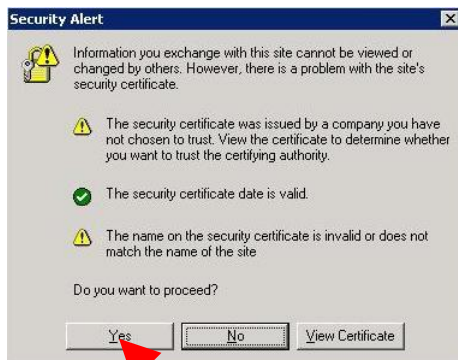 Security Alert
Information you exchange with this site cannot be viewed or
changed by others. However, there is a problem with the site's
security certificate.
The security certificate was issued by a company you have
not chosen to trust. View the certificate to determine whether
you want to trust the certifying authority.
The security certificate date is valid.
The name on the security certificate is invalid or does not
match the name of the site
Do you want to proceed?
Yes No View Certificate